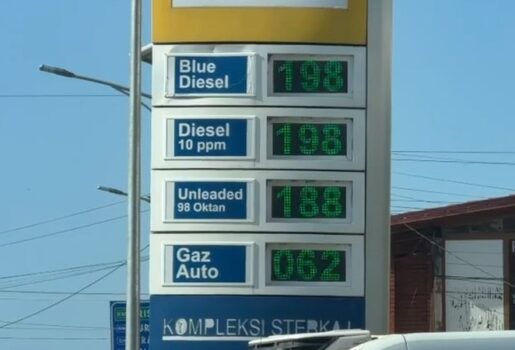 Blue
Diesel
198
Diesel
10 ppm
198
Unleaded
98 Oktan
188
Gaz
Auto
062
KOMPLEKSI STERKAJ